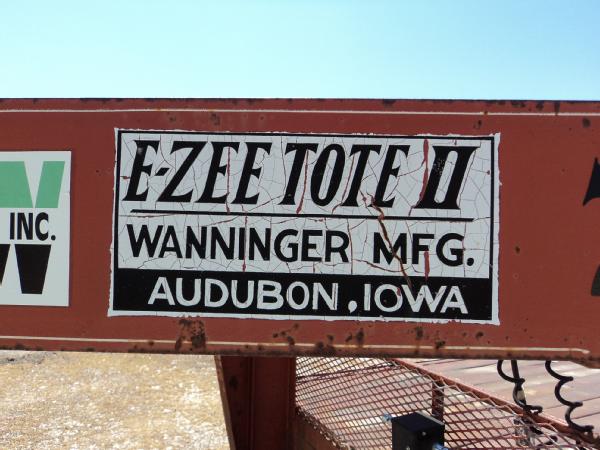 E-ZEE TOTE II
WANNINGER MFG.
AUDUBON, IOWA
INC.